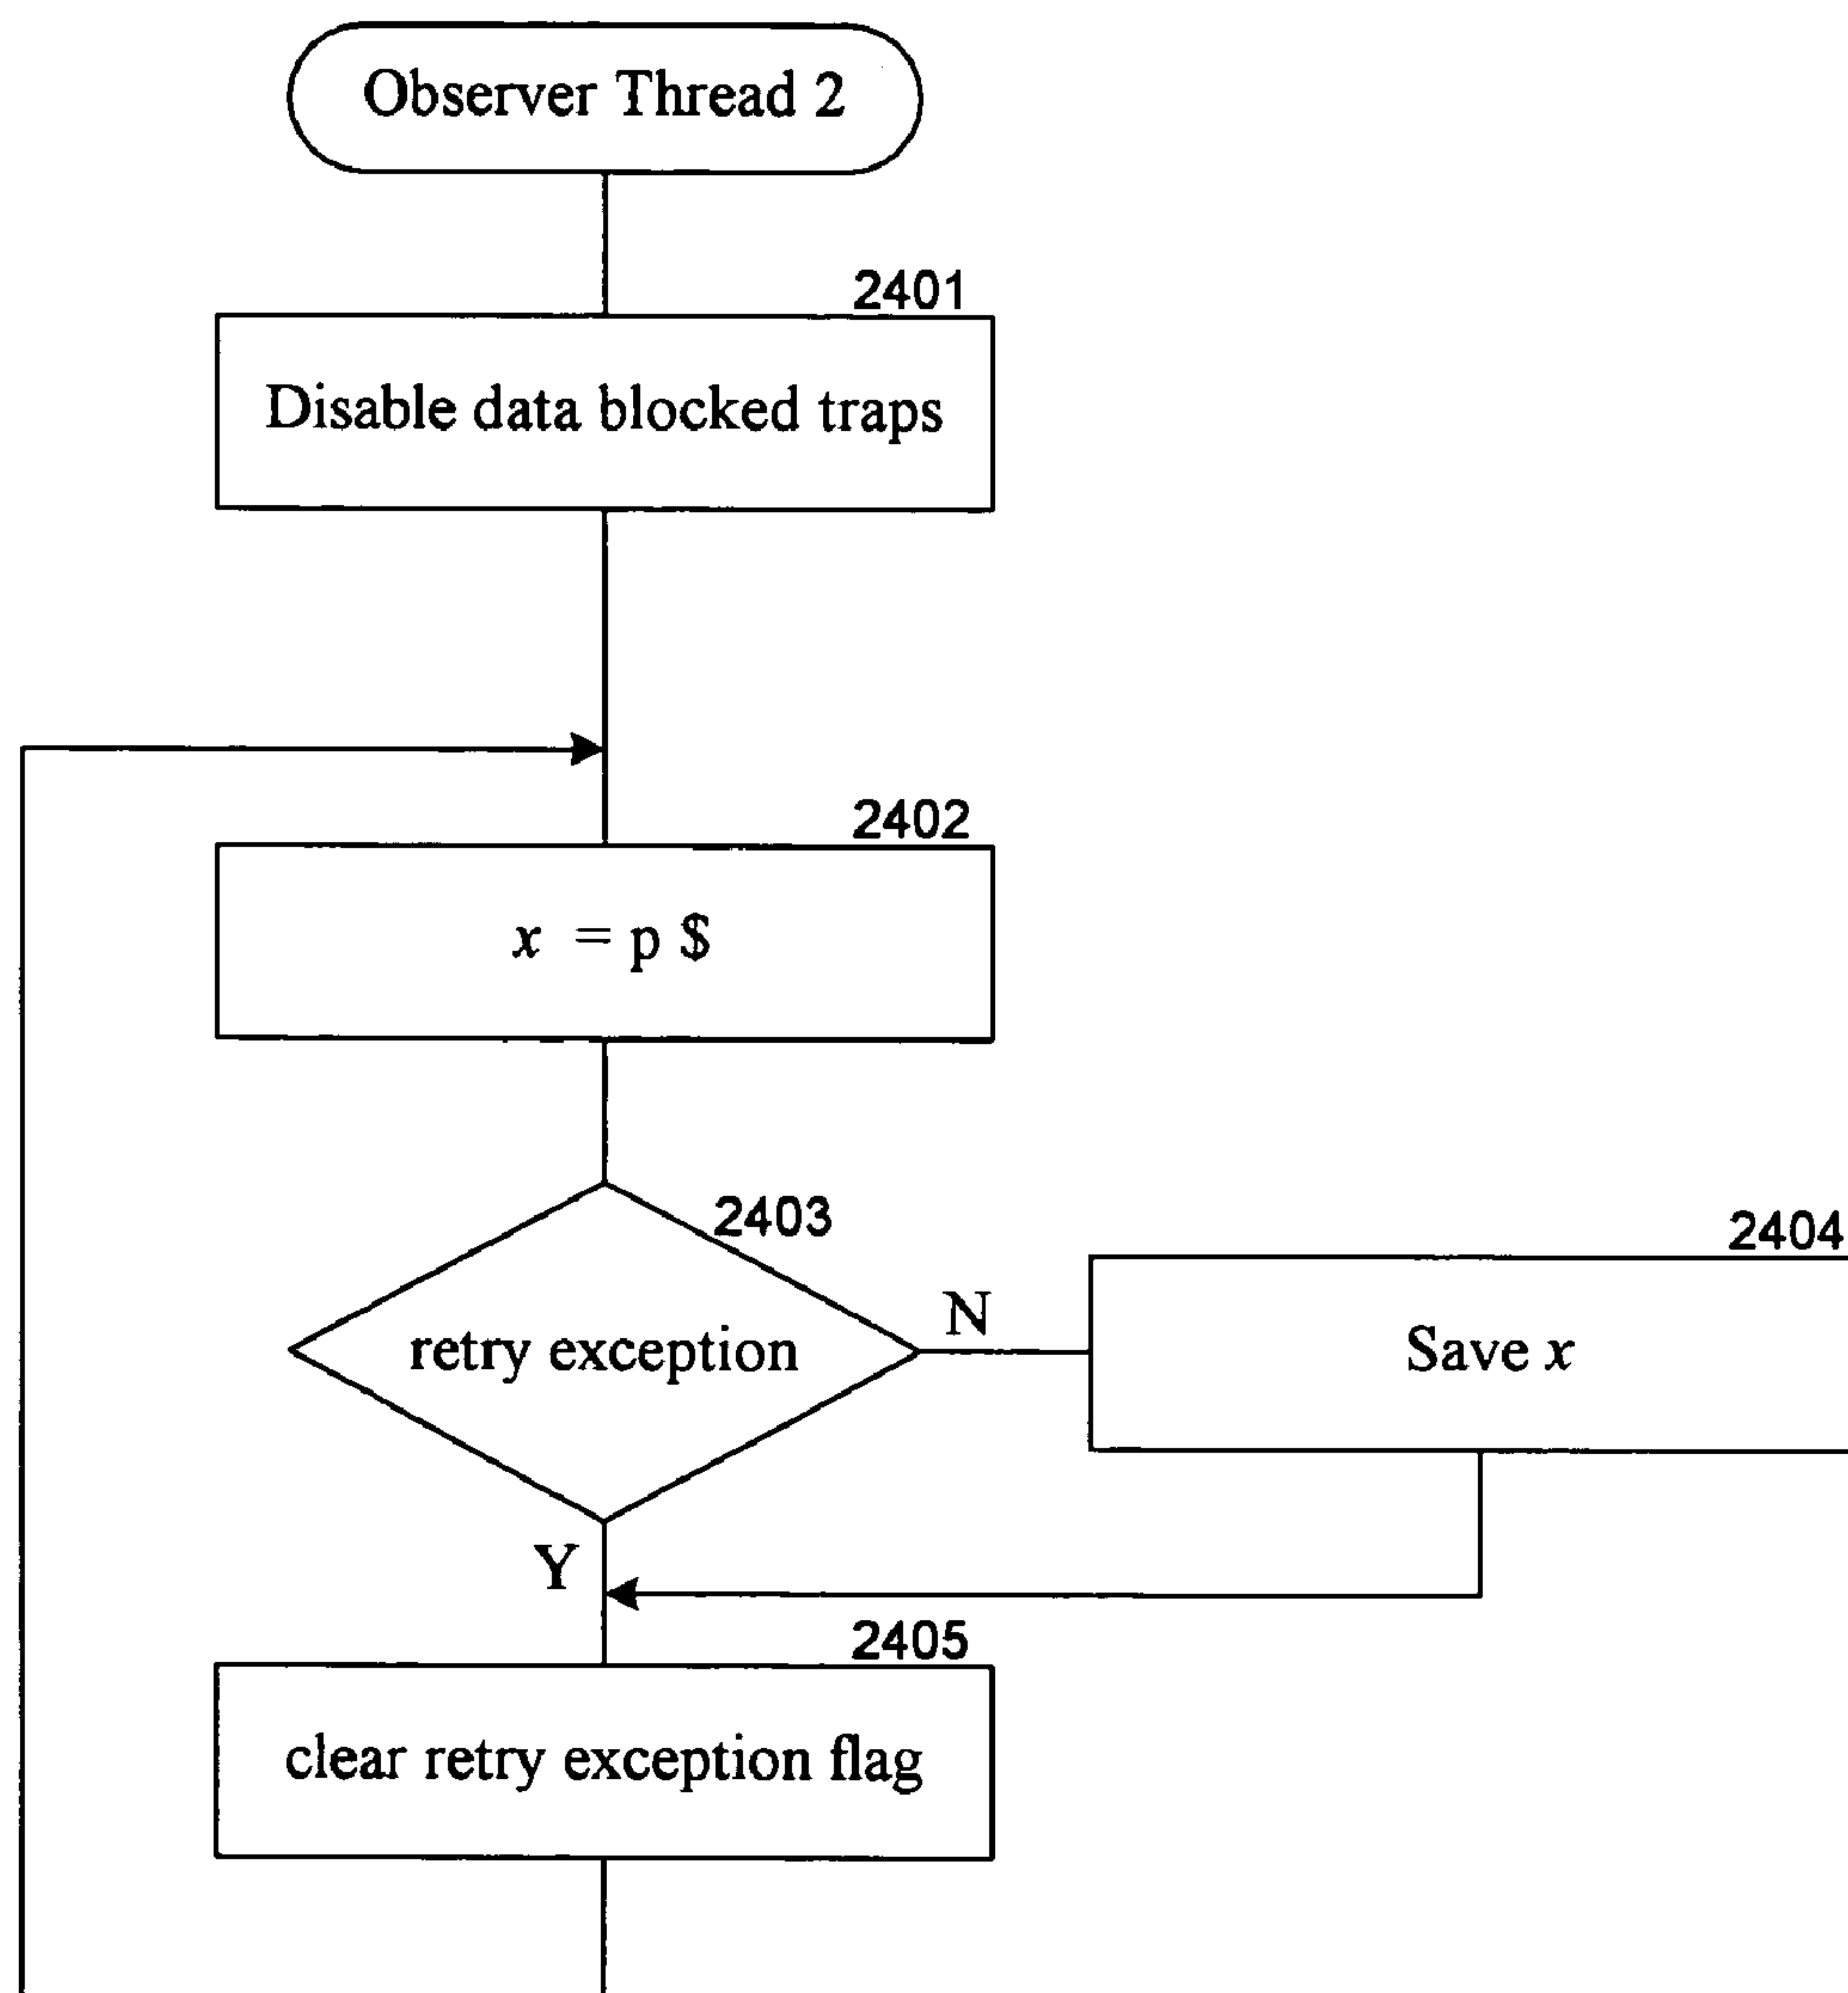 Observer Thread 2
2401
Disable data blocked traps
2402
x = p $
2403
retry exception
N
2404
Save x
Y
2405
clear retry exception flag